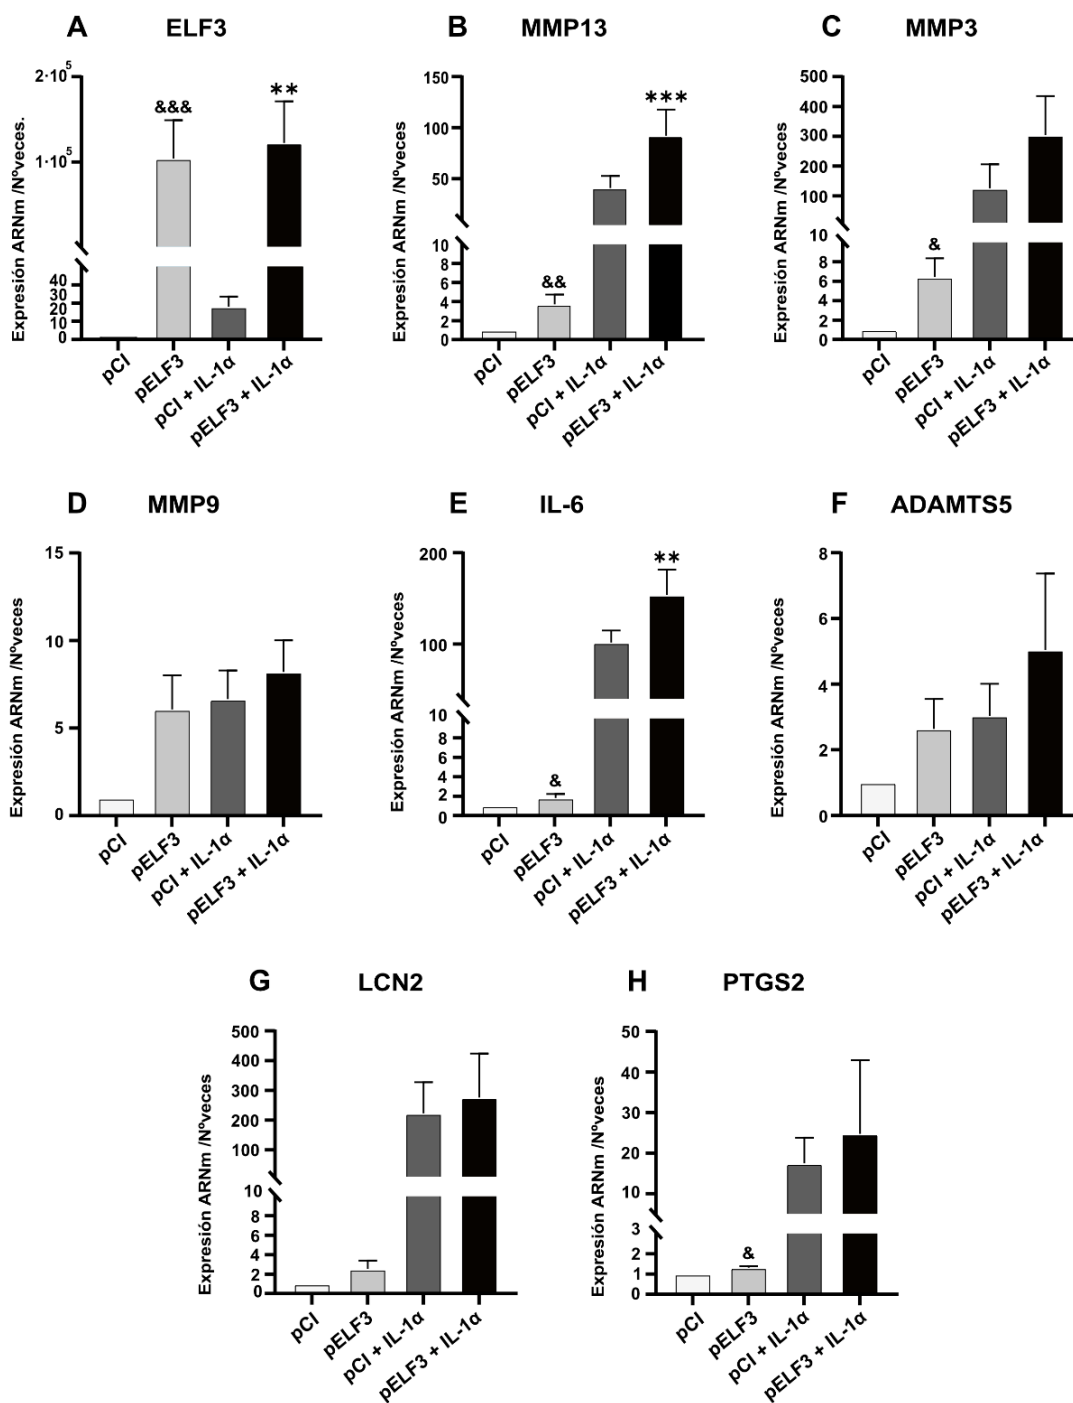 A ELF3
Expresión ARNm /Nºveces.
2·10⁵
1·10⁵
40
30
20
10
0
&&& **
pCI
pELF3
pCI + IL-1α
pELF3 + IL-1α
B MMP13
Expresión ARNm /Nºveces
150
100
50
10
8
6
4
2
0
&& ***
pCI
pELF3
pCI + IL-1α
pELF3 + IL-1α
C MMP3
Expresión ARNm /Nºveces
500
400
300
200
100
10
8
6
4
2
0
&
pCI
pELF3
pCI + IL-1α
pELF3 + IL-1α
D MMP9
Expresión ARNm /Nºveces
15
10
5
0
pCI
pELF3
pCI + IL-1α
pELF3 + IL-1α
E IL-6
Expresión ARNm /Nºveces
200
100
10
8
6
4
2
0
& **
pCI
pELF3
pCI + IL-1α
pELF3 + IL-1α
F ADAMTS5
Expresión ARNm /Nºveces
8
6
4
2
0
pCI
pELF3
pCI + IL-1α
pELF3 + IL-1α
G LCN2
Expresión ARNm /Nºveces
500
400
300
200
100
10
8
6
4
2
0
pCI
pELF3
pCI + IL-1α
pELF3 + IL-1α
H PTGS2
Expresión ARNm /Nºveces
50
40
30
20
10
3
2
1
0
&
pCI
pELF3
pCI + IL-1α
pELF3 + IL-1α